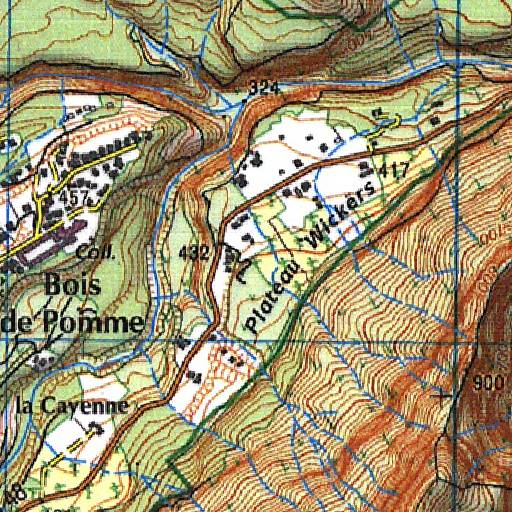 324
417
457
Coll.
432
Plateau Wickers
Bois
de Pomme
900
la Cayenne